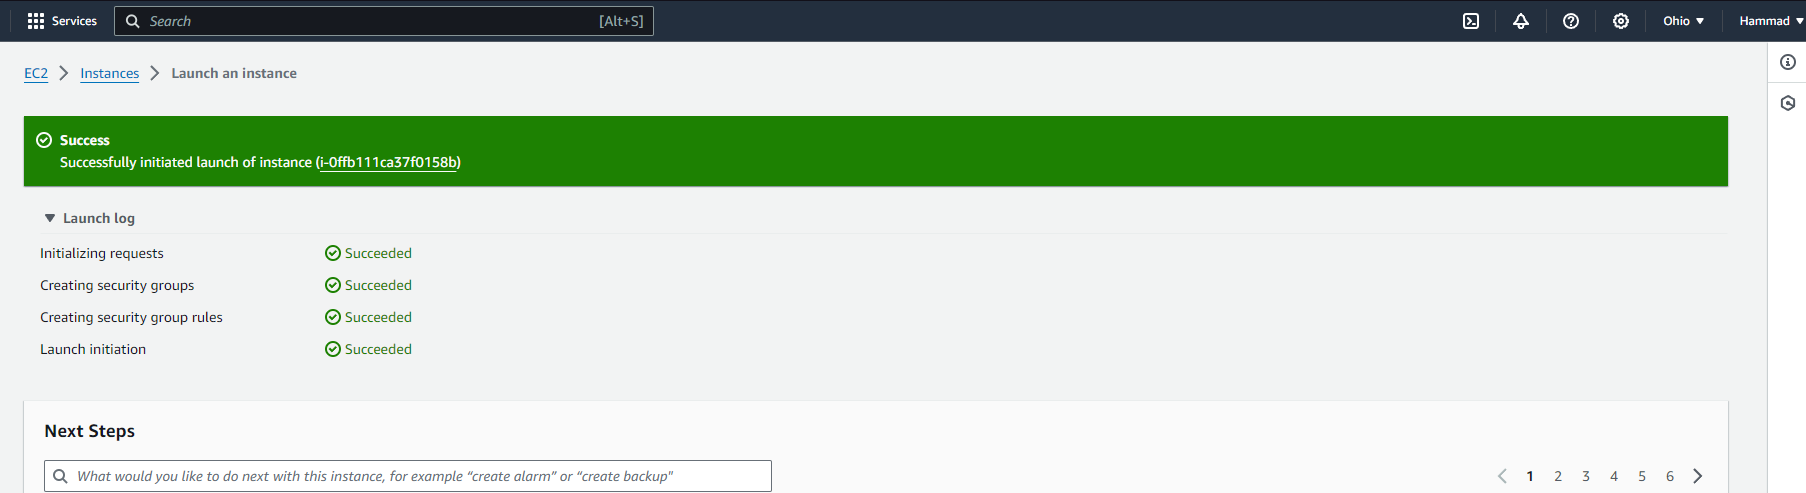 Services
Search
[Alt+S]
Ohio ▼
Hammad ▼
EC2 > Instances > Launch an instance
Success
Successfully initiated launch of instance (i-0ffb111ca37f0158b)
▼ Launch log
Initializing requests Succeeded
Creating security groups Succeeded
Creating security group rules Succeeded
Launch initiation Succeeded
Next Steps
What would you like to do next with this instance, for example “create alarm” or “create backup"
< 1 2 3 4 5 6 >